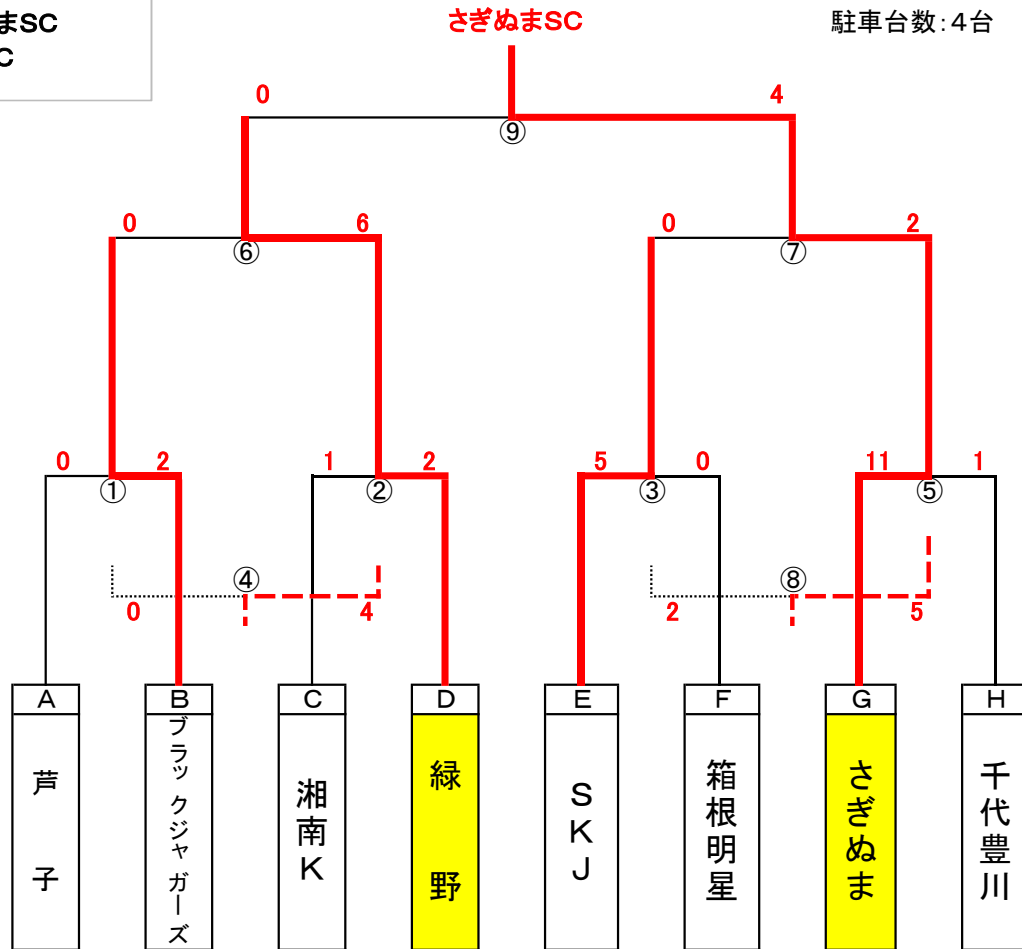 まSC
C
さぎぬまSC
駐車台数：4台
0 4
⑨
0 6 0 2
⑥ ⑦
0 2 1 2 5 0 11 1
① ② ③ ⑤
④ ⑧
0 4 2 5
A B C D E F G H
芦子
ブラックジャガーズ
湘南K
緑野
SKJ
箱根明星
さぎぬま
千代豊川